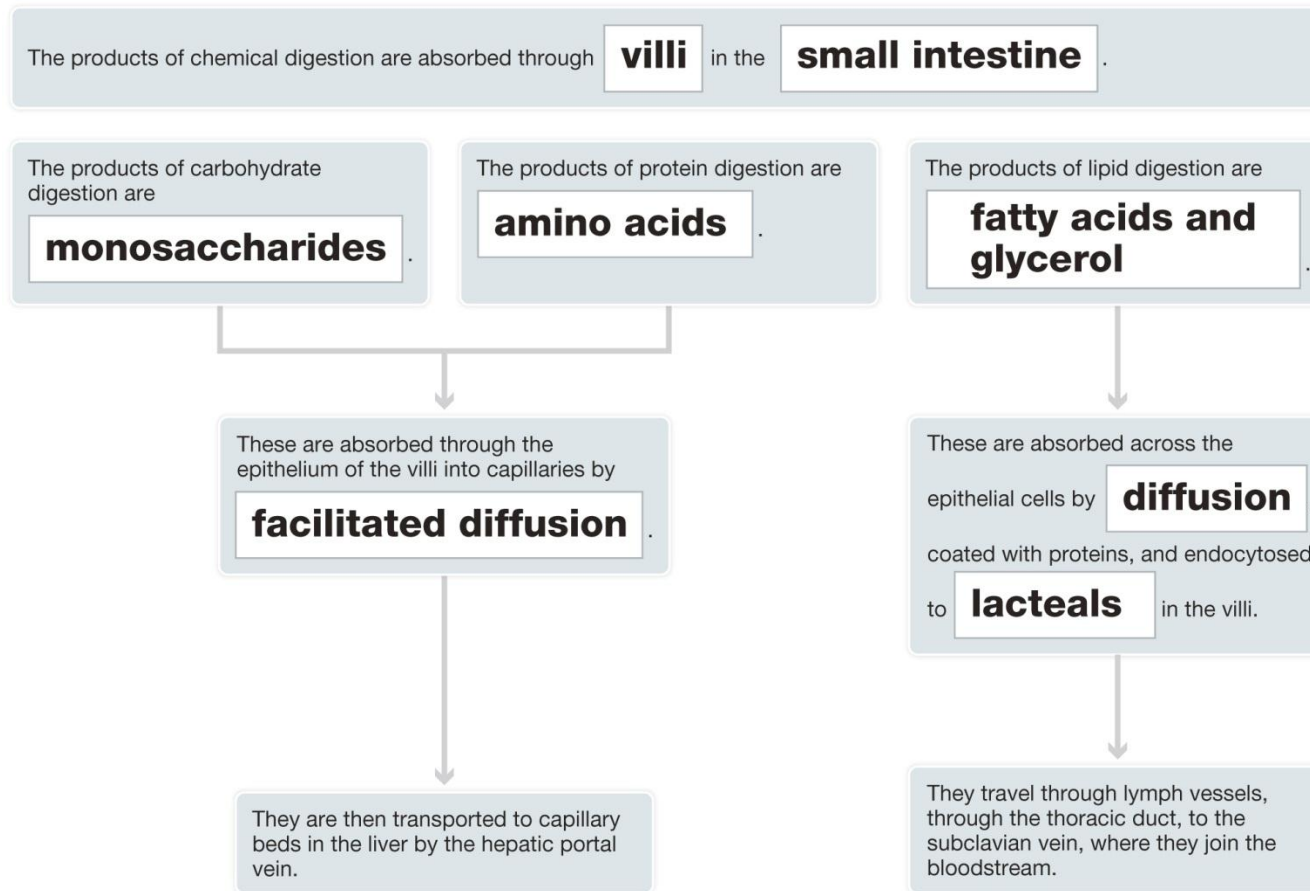 The products of chemical digestion are absorbed through villi in the small intestine .
The products of carbohydrate
digestion are
monosaccharides .
The products of protein digestion are
amino acids .
The products of lipid digestion are
fatty acids and
glycerol .
These are absorbed through the
epithelium of the villi into capillaries by
facilitated diffusion .
These are absorbed across the
epithelial cells by diffusion
coated with proteins, and endocytosed
to lacteals in the villi.
They are then transported to capillary
beds in the liver by the hepatic portal
vein.
They travel through lymph vessels,
through the thoracic duct, to the
subclavian vein, where they join the
bloodstream.